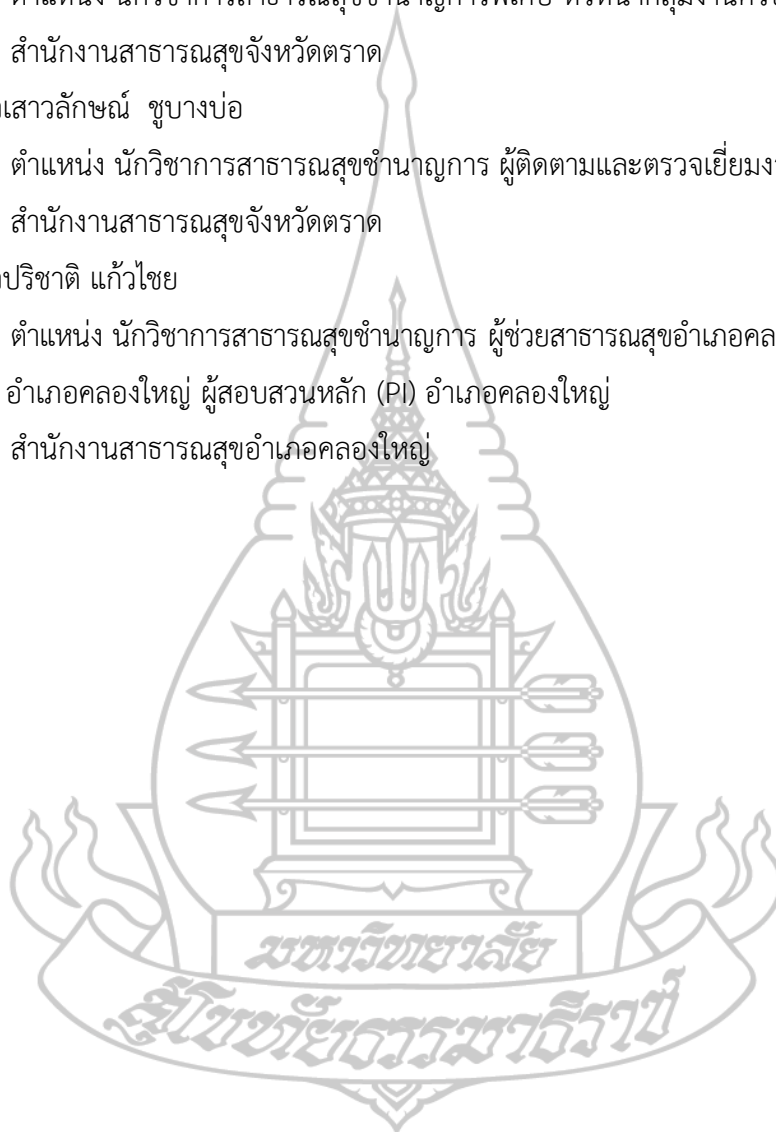 สำนักงานสาธารณสุขจังหวัดตราด
เสาวลักษณ์ ชูบางบ่อ
ตำแหน่ง นักวิชาการสาธารณสุขชำนาญการ ผู้ติดตามและตรวจเยี่ยม
สำนักงานสาธารณสุขจังหวัดตราด
ปริชาติ แก้วไชย
ตำแหน่ง นักวิชาการสาธารณสุขชำนาญการ ผู้ช่วยสาธารณสุขอำเภอ
อำเภอคลองใหญ่ ผู้สอบสวนหลัก (PI) อำเภอคลองใหญ่
สำนักงานสาธารณสุขอำเภอคลองใหญ่
มหาวิทยาลัย
สุโขทัยธรรมาธิราช